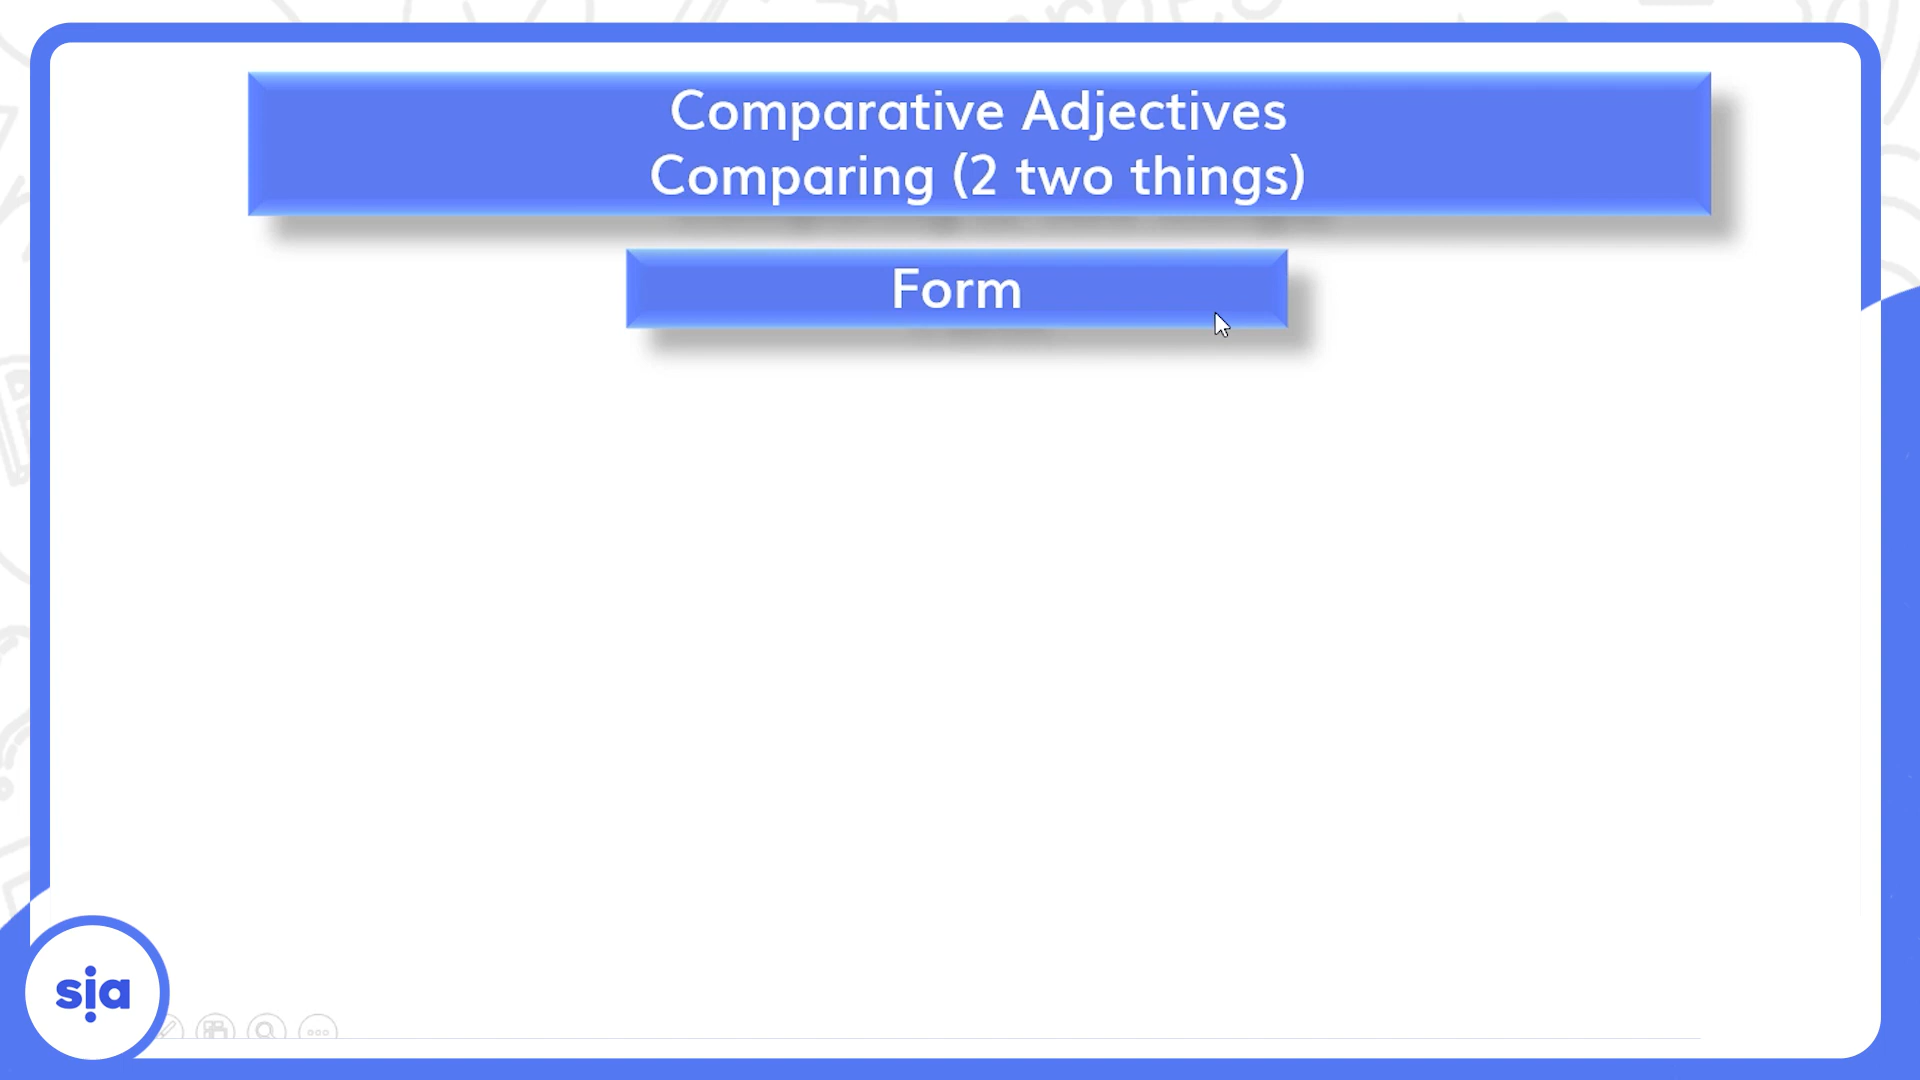 Comparative Adjectives
Comparing (2 two things)
Form
sia